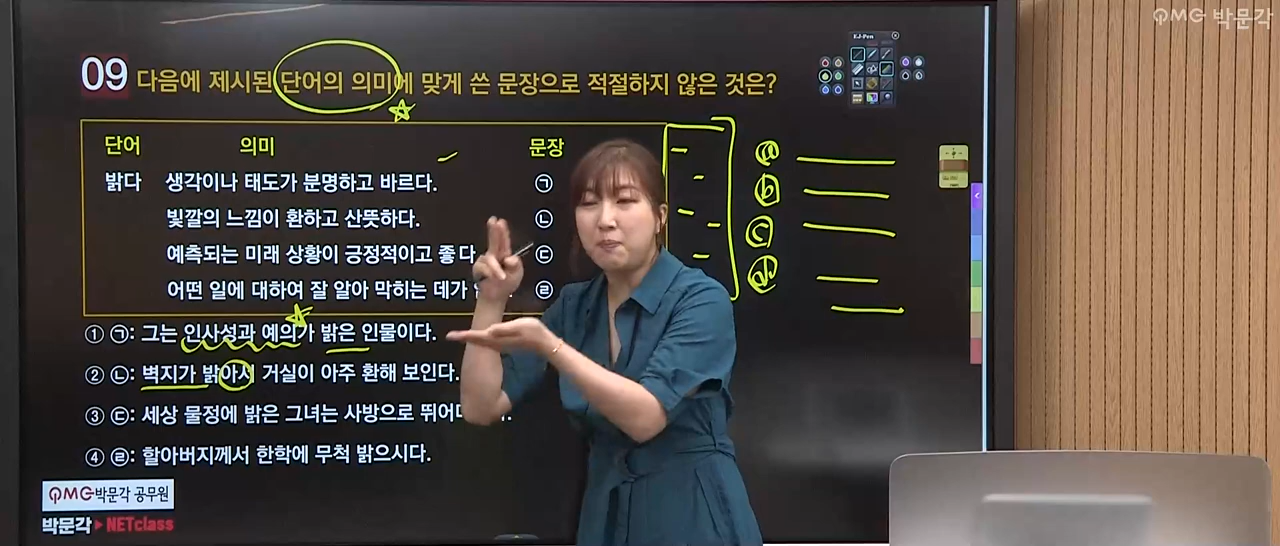 QMG 박문각
09 다음에 제시된 단어의 의미에 맞게 쓴 문장으로 적절하지 않은 것은?
EJ-Pen
단어 의미 문장
밝다 생각이나 태도가 분명하고 바르다. ㉠
빛깔의 느낌이 환하고 산뜻하다. ㉡
예측되는 미래 상황이 긍정적이고 좋다 ㉢
어떤 일에 대하여 잘 알아 막히는 데가 ㉣
ⓐ
ⓑ
ⓒ
ⓓ
① ㉠: 그는 인사성과 예의가 밝은 인물이다.
② ㉡: 벽지가 밝아서 거실이 아주 환해 보인다.
③ ㉢: 세상 물정에 밝은 그녀는 사방으로
④ ㉣: 할아버지께서 한학에 무척 밝으시다.
QMG박문각 공무원
박문각 NETclass